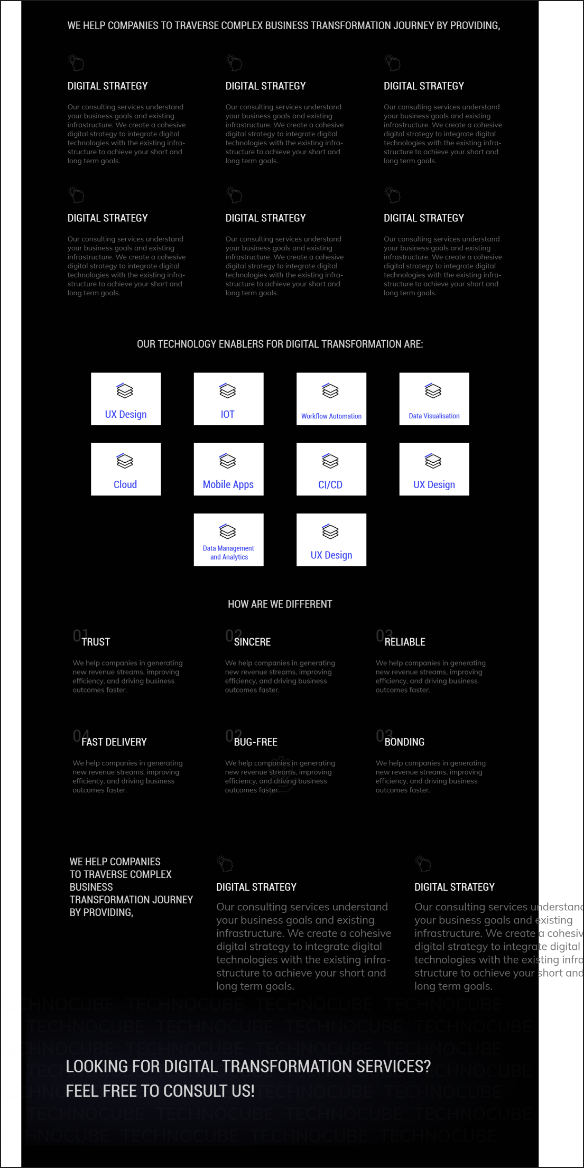 WE HELP COMPANIES TO TRAVERSE COMPLEX BUSINESS TRANSFORMATION JOURNEY BY PROVIDING,
DIGITAL STRATEGY
Our consulting services understand
your business goals and existing
infrastructure. We create a cohesive
digital strategy to integrate digital
technologies with the existing infra-
structure to achieve your short and
long term goals.
DIGITAL STRATEGY
Our consulting services understand
your business goals and existing
infrastructure. We create a cohesive
digital strategy to integrate digital
technologies with the existing infra-
structure to achieve your short and
long term goals.
DIGITAL STRATEGY
Our consulting services understand
your business goals and existing
infrastructure. We create a cohesive
digital strategy to integrate digital
technologies with the existing infra-
structure to achieve your short and
long term goals.
DIGITAL STRATEGY
Our consulting services understand
your business goals and existing
infrastructure. We create a cohesive
digital strategy to integrate digital
technologies with the existing infra-
structure to achieve your short and
long term goals.
DIGITAL STRATEGY
Our consulting services understand
your business goals and existing
infrastructure. We create a cohesive
digital strategy to integrate digital
technologies with the existing infra-
structure to achieve your short and
long term goals.
DIGITAL STRATEGY
Our consulting services understand
your business goals and existing
infrastructure. We create a cohesive
digital strategy to integrate digital
technologies with the existing infra-
structure to achieve your short and
long term goals.
OUR TECHNOLOGY ENABLERS FOR DIGITAL TRANSFORMATION ARE:
UX Design
IOT
Workflow Automation
Data Visualisation
Cloud
Mobile Apps
CI/CD
UX Design
Data Management
and Analytics
UX Design
HOW ARE WE DIFFERENT
01
TRUST
We help companies in generating
new revenue streams, improving
efficiency, and driving business
outcomes faster.
02
SINCERE
We help companies in generating
new revenue streams, improving
efficiency, and driving business
outcomes faster.
03
RELIABLE
We help companies in generating
new revenue streams, improving
efficiency, and driving business
outcomes faster.
04
FAST DELIVERY
We help companies in generating
new revenue streams, improving
efficiency, and driving business
outcomes faster.
02
BUG-FREE
We help companies in generating
new revenue streams, improving
efficiency, and driving business
outcomes faster.
03
BONDING
We help companies in generating
new revenue streams, improving
efficiency, and driving business
outcomes faster.
WE HELP COMPANIES
TO TRAVERSE COMPLEX
BUSINESS
TRANSFORMATION JOURNEY
BY PROVIDING,
DIGITAL STRATEGY
Our consulting services understand
your business goals and existing
infrastructure. We create a cohesive
digital strategy to integrate digital
technologies with the existing infra-
structure to achieve your short and
long term goals.
DIGITAL STRATEGY
Our consulting services understand
your business goals and existing
infrastructure. We create a cohesiv
digital strategy to integrate digital
technologies with the existing infra
structure to achieve your short and
long term goals.
HNOCUBE TECHNOCUBE TECHNOCUBE TECHNOCUBE
TECHNOCUBE TECHNOCUBE TECHNOCUBE TECHNOCUBE
LOOKING FOR DIGITAL TRANSFORMATION SERVICES?
FEEL FREE TO CONSULT US!